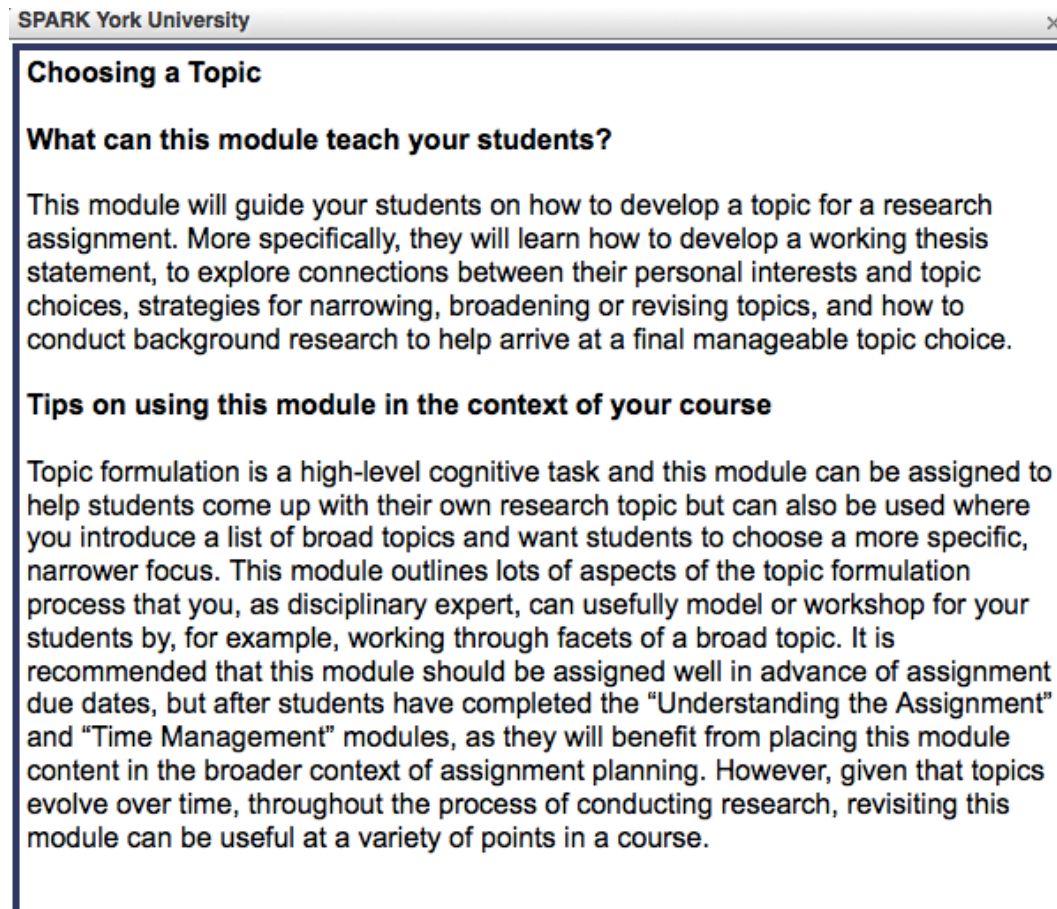 SPARK York University
Choosing a Topic
What can this module teach your students?
This module will guide your students on how to develop a topic for a research
assignment. More specifically, they will learn how to develop a working thesis
statement, to explore connections between their personal interests and topic
choices, strategies for narrowing, broadening or revising topics, and how to
conduct background research to help arrive at a final manageable topic choice.
Tips on using this module in the context of your course
Topic formulation is a high-level cognitive task and this module can be assigned to
help students come up with their own research topic but can also be used where
you introduce a list of broad topics and want students to choose a more specific,
narrower focus. This module outlines lots of aspects of the topic formulation
process that you, as disciplinary expert, can usefully model or workshop for your
students by, for example, working through facets of a broad topic. It is
recommended that this module should be assigned well in advance of assignment
due dates, but after students have completed the “Understanding the Assignment”
and “Time Management” modules, as they will benefit from placing this module
content in the broader context of assignment planning. However, given that topics
evolve over time, throughout the process of conducting research, revisiting this
module can be useful at a variety of points in a course.